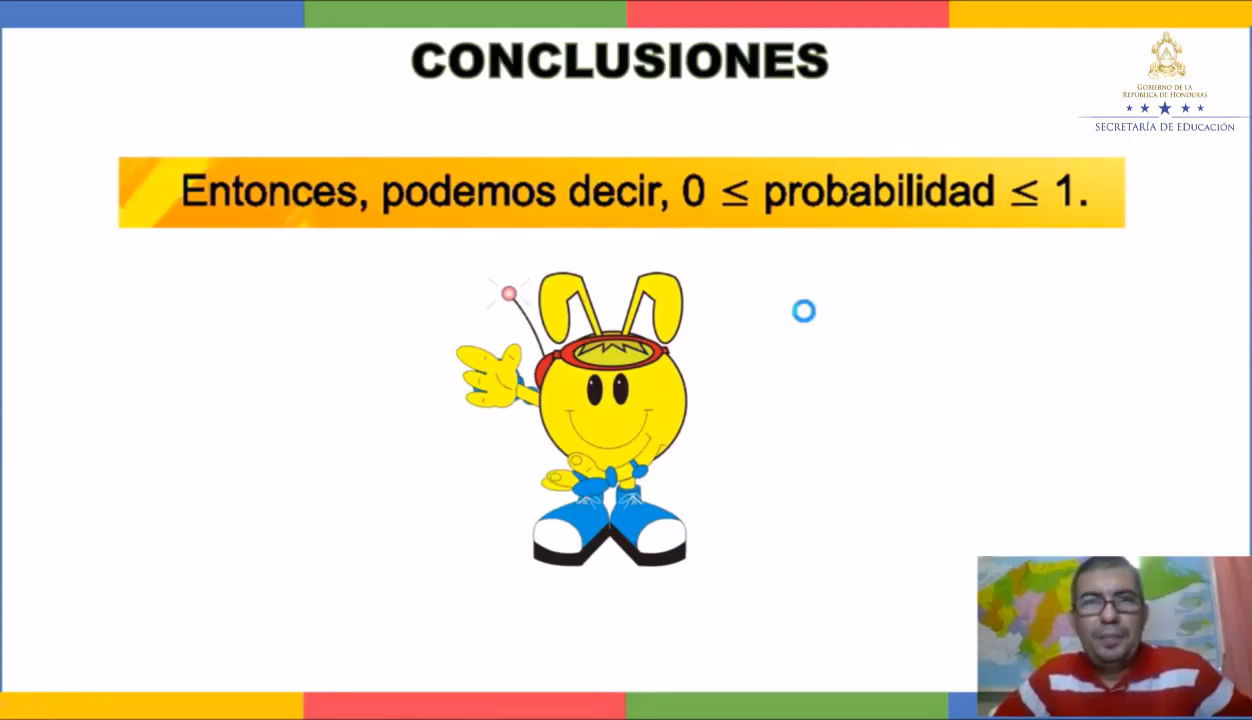 CONCLUSIONES
GOBIERNO DE LA
REPÚBLICA DE HONDURAS
SECRETARÍA DE EDUCACIÓN
Entonces, podemos decir, 0 ≤ probabilidad ≤ 1.